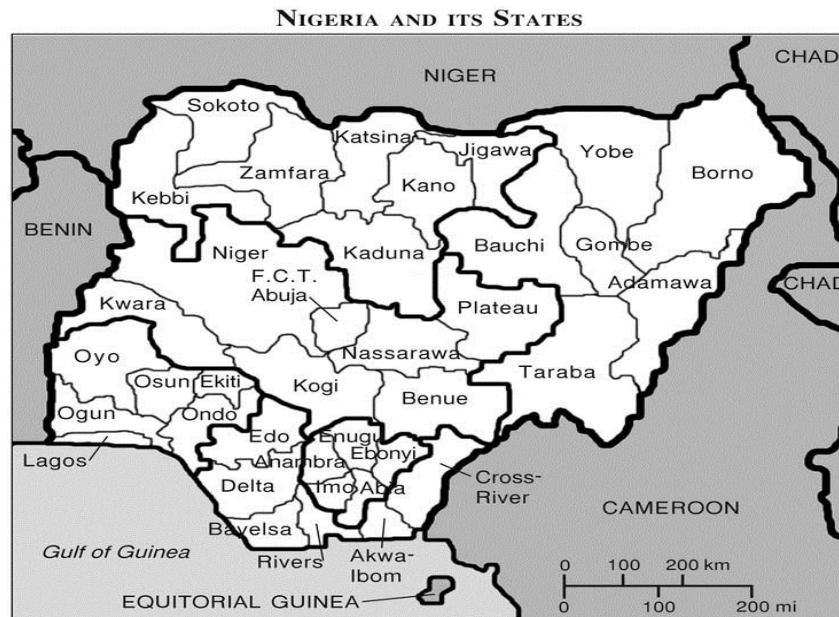 NIGERIA AND ITS STATES
CHAD
NIGER
Sokoto
Katsina
Jigawa
Yobe
Borno
Zamfara
Kano
Kebbi
BENIN
Niger
Kaduna
Bauchi
Gombe
F.C.T.
Abuja
Adamawa
CHAD
Kwara
Plateau
Nassarawa
Oyo
Taraba
Osun
Ekiti
Kogi
Benue
Ogun
Ondo
Edo
Enugu
Ebonyi
Lagos
Anambra
Cross-
River
Delta
Imo
Abia
CAMEROON
Bayelsa
Gulf of Guinea
Rivers
Akwa-
Ibom
0 100 200 km
EQUITORIAL GUINEA
0 100 200 mi